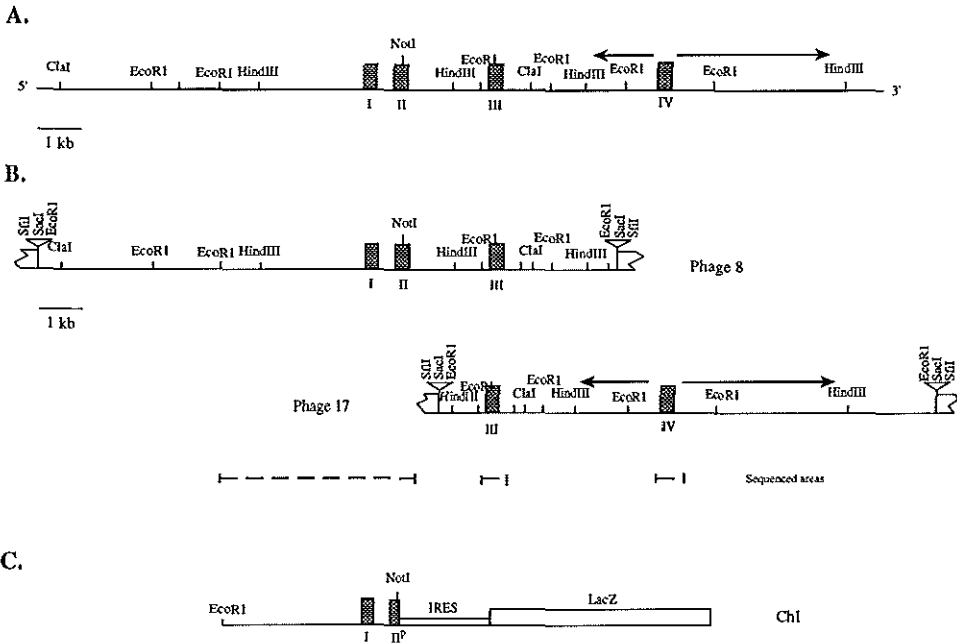 A.
NotI
ClaI EcoR1 EcoR1 HindIII HindIII EcoR1 ClaI EcoR1 HindIII EcoR1 EcoR1 HindIII
5' 3'
I II III IV
1 kb
B.
SfiI SacI EcoR1 NotI EcoR1 SacI SfiI
ClaI EcoR1 EcoR1 HindIII HindIII EcoR1 ClaI EcoR1 HindIII
Phage 8
I II III
1 kb
SfiI SacI EcoR1 EcoR1 SacI SfiI
Phage 17 HindIII EcoR1 ClaI EcoR1 HindIII EcoR1 EcoR1 HindIII
III IV
Sequenced areas
C.
NotI
EcoR1 IRES LacZ ChI
I IIP